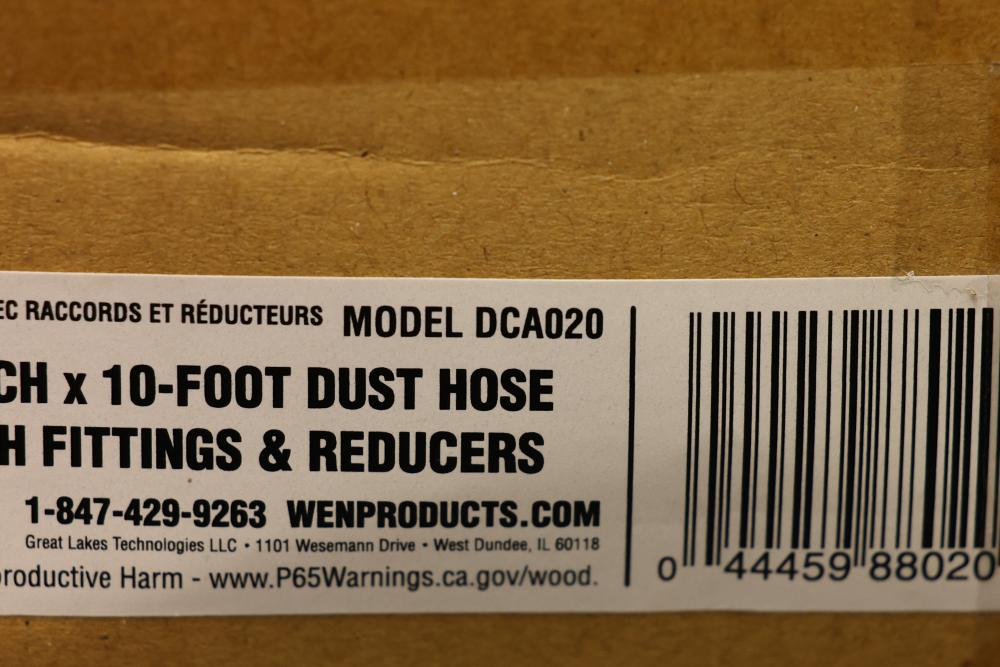 EC RACCORDS ET RÉDUCTEURS MODEL DCA020
CH x 10-FOOT DUST HOSE
H FITTINGS & REDUCERS
1-847-429-9263 WENPRODUCTS.COM
Great Lakes Technologies LLC • 1101 Wesemann Drive • West Dundee, IL 60118
productive Harm - www.P65Warnings.ca.gov/wood.
0 44459 88020